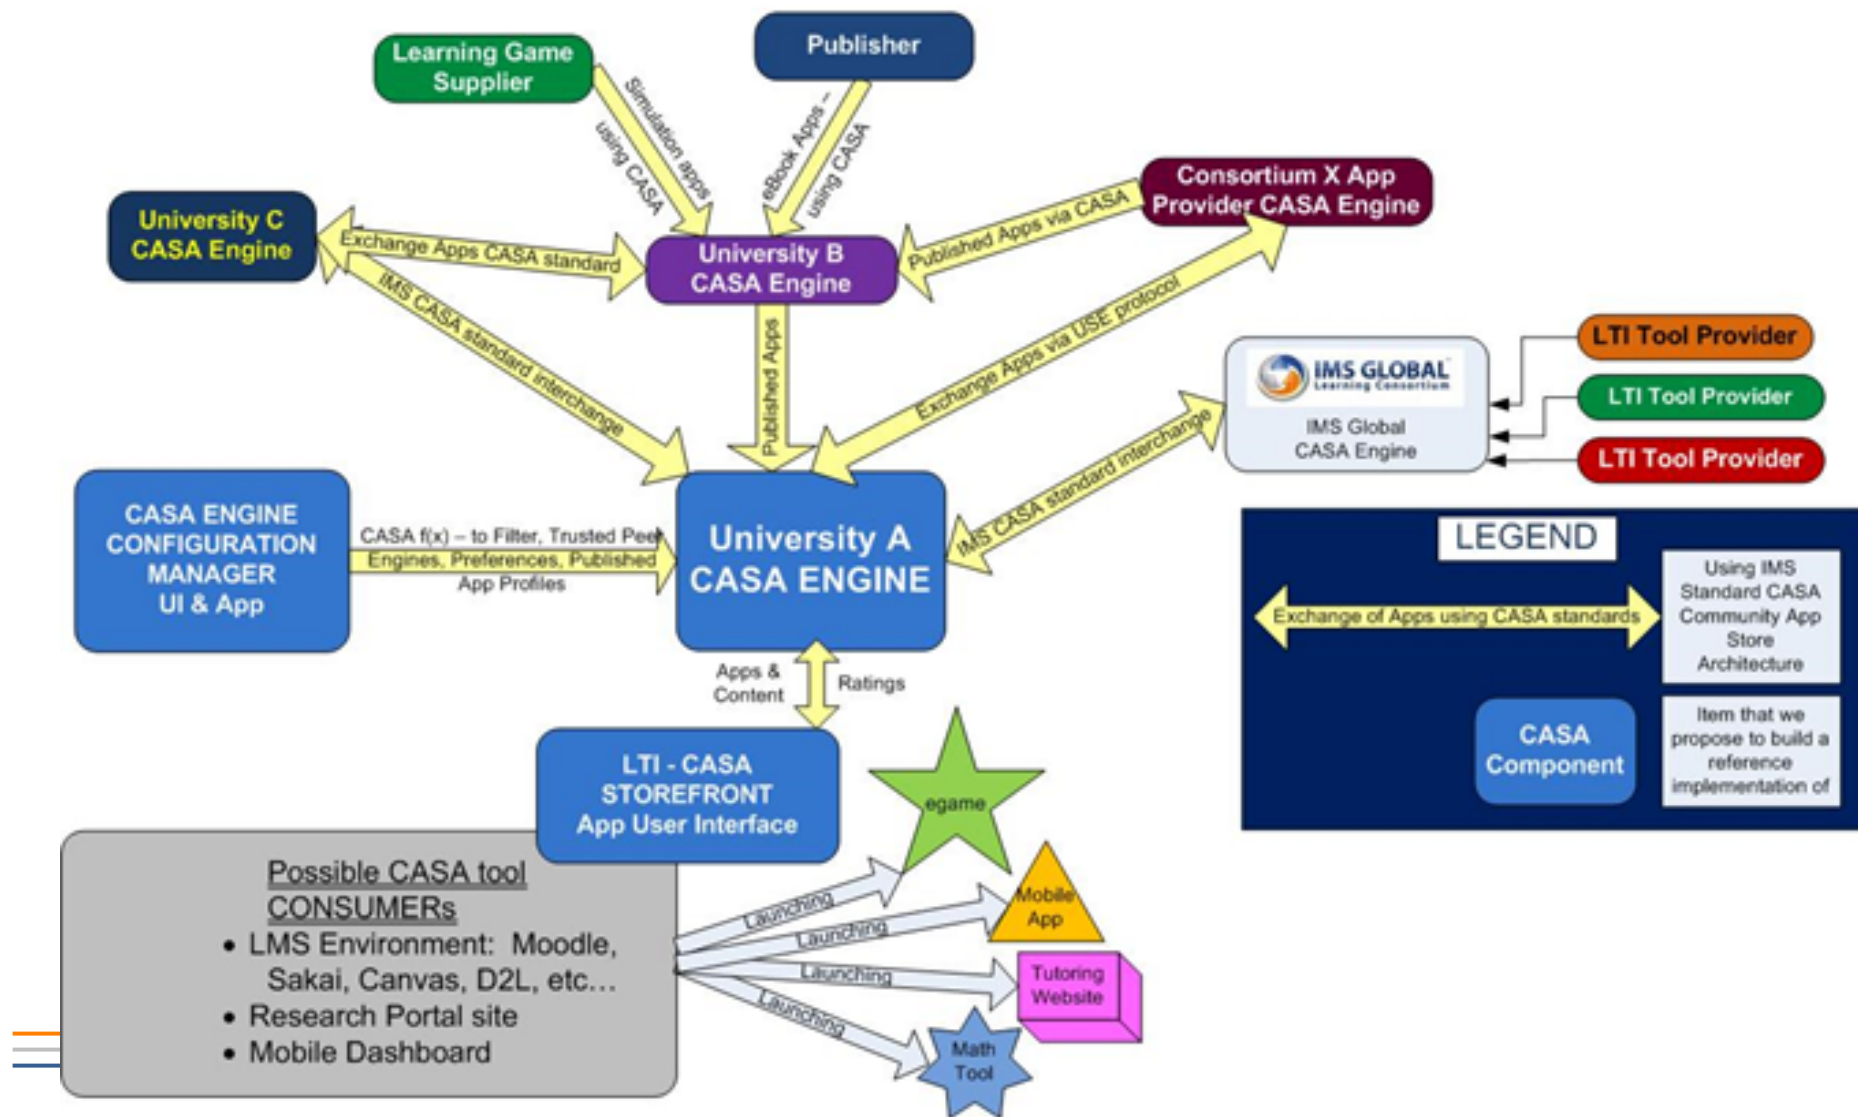 Learning Game
Supplier
Publisher
Simulation apps
using CASA
eBook Apps –
using CASA
Consortium X App
Provider CASA Engine
University C
CASA Engine
Exchange Apps CASA standard
University B
CASA Engine
Published Apps via CASA
IMS CASA standard interchange
Published Apps
Exchange Apps via USE protocol
IMS GLOBAL
Learning Consortium
IMS Global
CASA Engine
LTI Tool Provider
LTI Tool Provider
LTI Tool Provider
IMS CASA standard interchange
CASA ENGINE
CONFIGURATION
MANAGER
UI & App
CASA f(x) – to Filter, Trusted Peer
Engines, Preferences, Published
App Profiles
University A
CASA ENGINE
LEGEND
Exchange of Apps using CASA standards
Using IMS
Standard CASA
Community App
Store
Architecture
CASA
Component
Item that we
propose to build a
reference
implementation of
Apps &
Content
Ratings
LTI - CASA
STOREFRONT
App User Interface
Possible CASA tool
CONSUMERs
• LMS Environment: Moodle,
Sakai, Canvas, D2L, etc…
• Research Portal site
• Mobile Dashboard
Launching
Launching
Launching
Launching
egame
Mobile
App
Tutoring
Website
Math
Tool